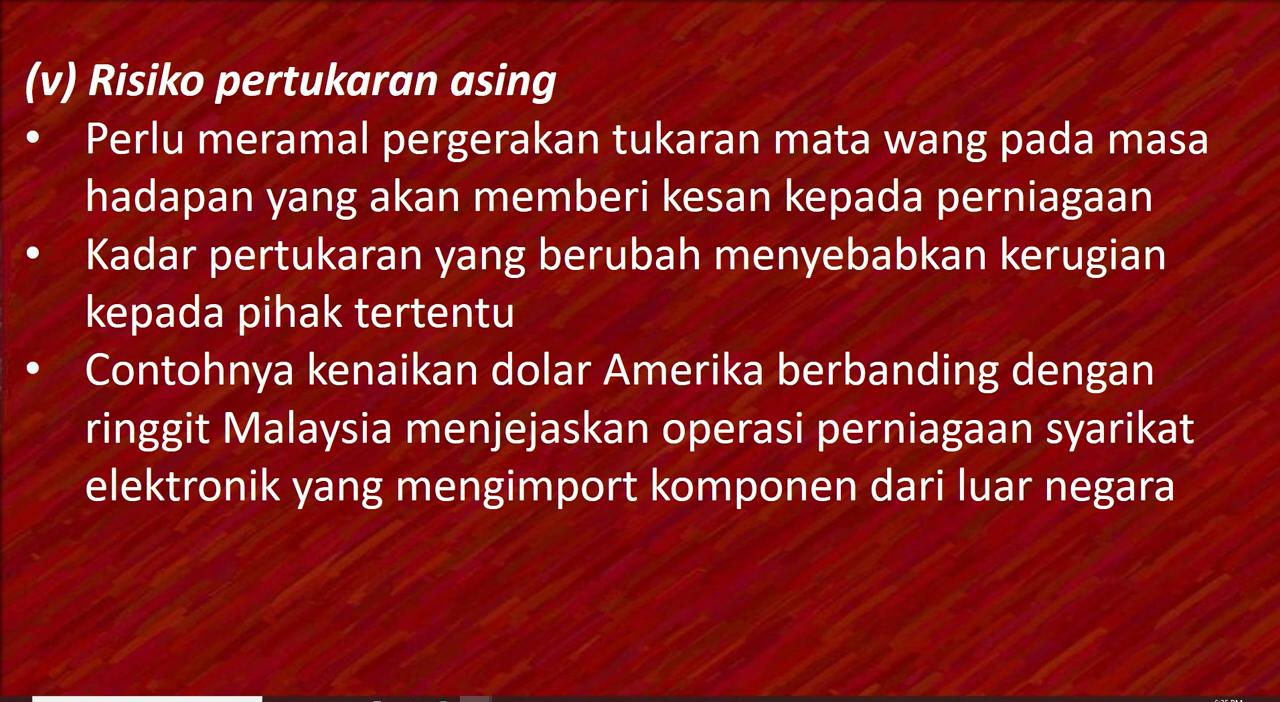 (v) Risiko pertukaran asing
• Perlu meramal pergerakan tukaran mata wang pada masa
hadapan yang akan memberi kesan kepada perniagaan
• Kadar pertukaran yang berubah menyebabkan kerugian
kepada pihak tertentu
• Contohnya kenaikan dolar Amerika berbanding dengan
ringgit Malaysia menjejaskan operasi perniagaan syarikat
elektronik yang mengimport komponen dari luar negara